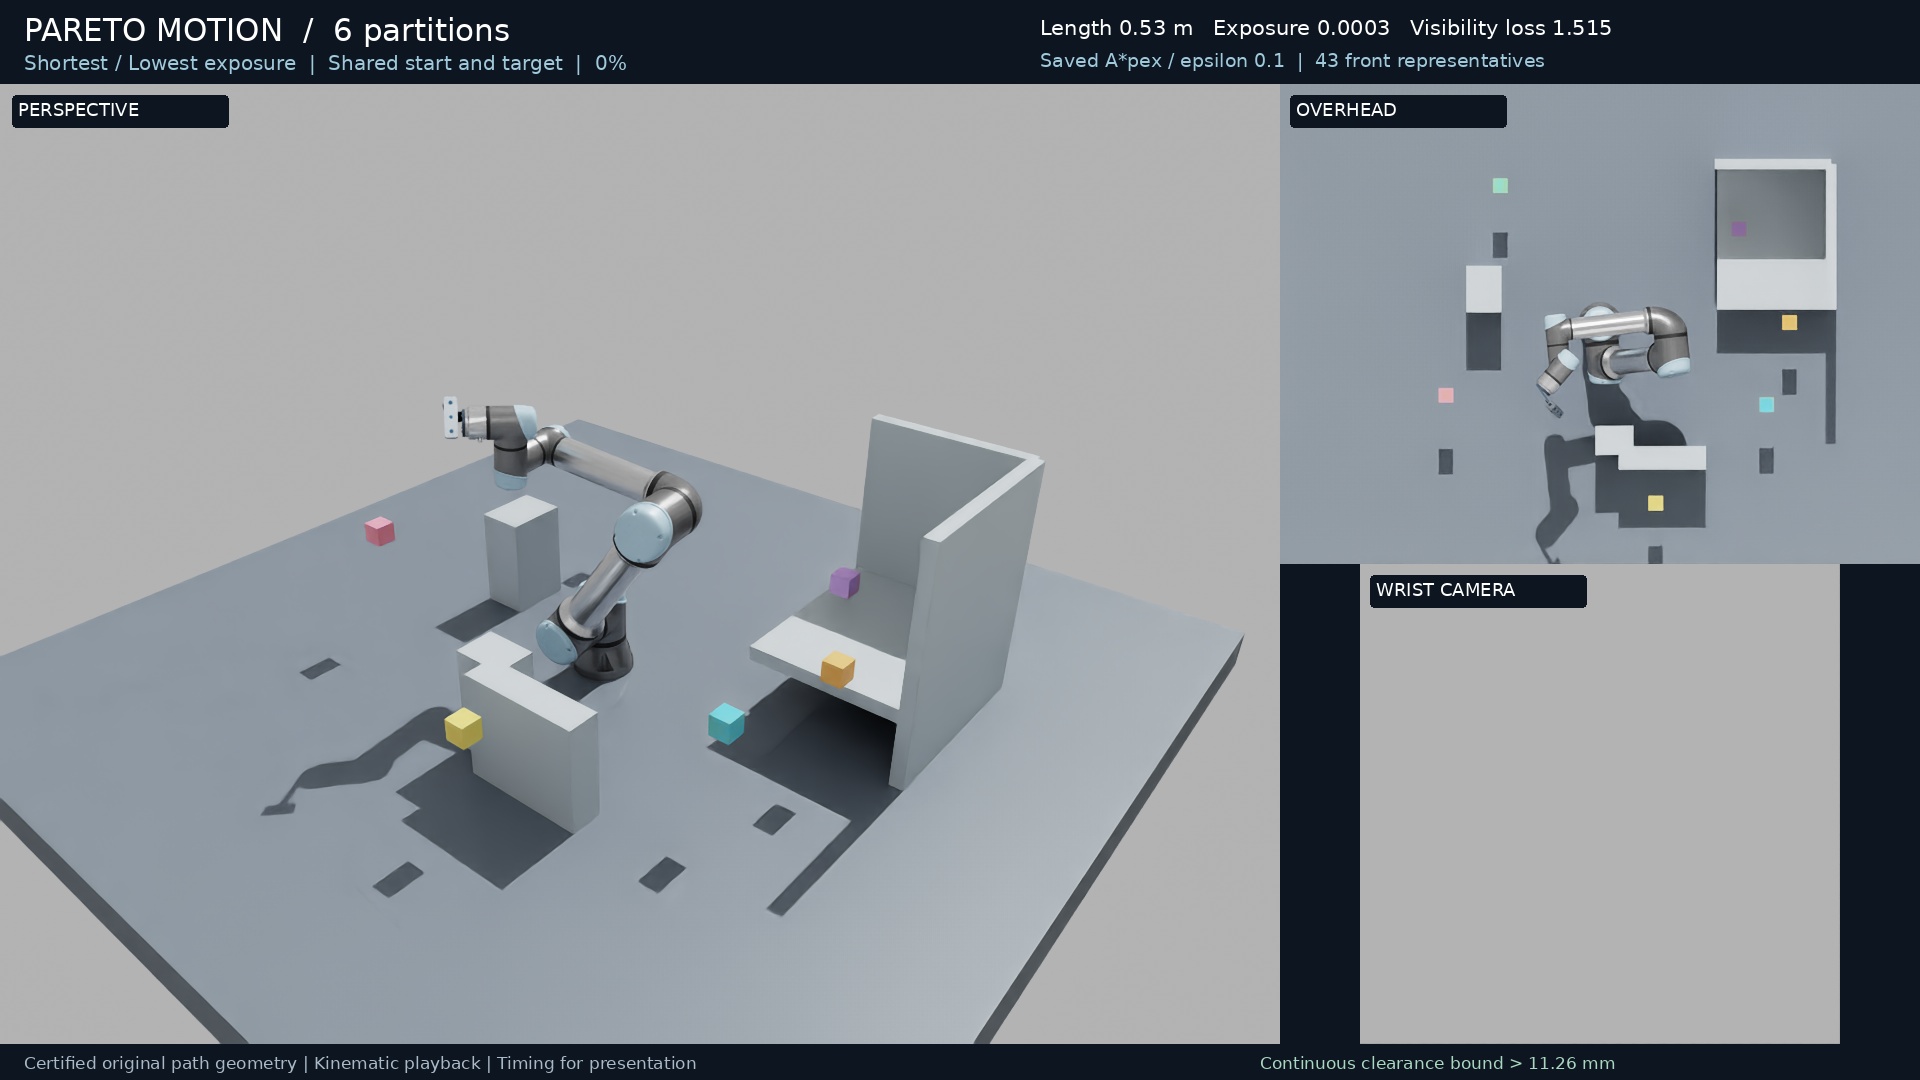 PARETO MOTION / 6 partitions
Shortest / Lowest exposure | Shared start and target | 0%
Length 0.53 m Exposure 0.0003 Visibility loss 1.515
Saved A*pex / epsilon 0.1 | 43 front representatives
PERSPECTIVE
OVERHEAD
WRIST CAMERA
Certified original path geometry | Kinematic playback | Timing for presentation
Continuous clearance bound > 11.26 mm